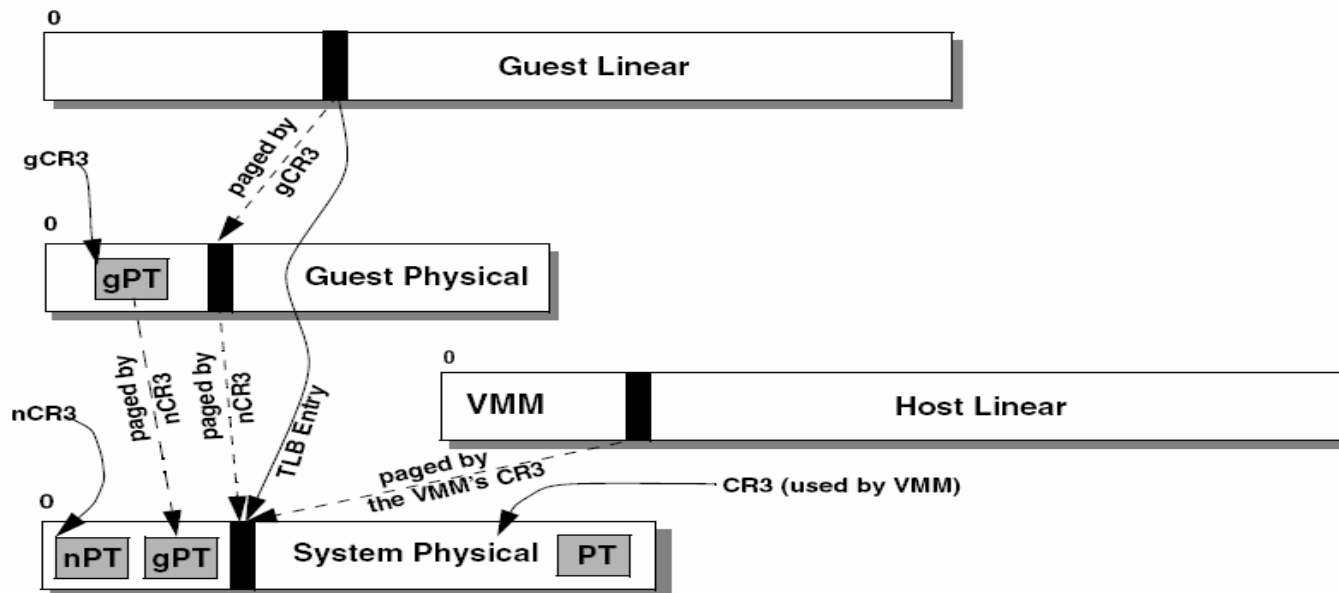 0
Guest Linear
paged by
gCR3
gCR3
0
gPT
Guest Physical
paged by
nCR3
paged by
nCR3
TLB Entry
0
VMM
Host Linear
nCR3
paged by
the VMM's CR3
CR3 (used by VMM)
0
nPT
gPT
System Physical
PT